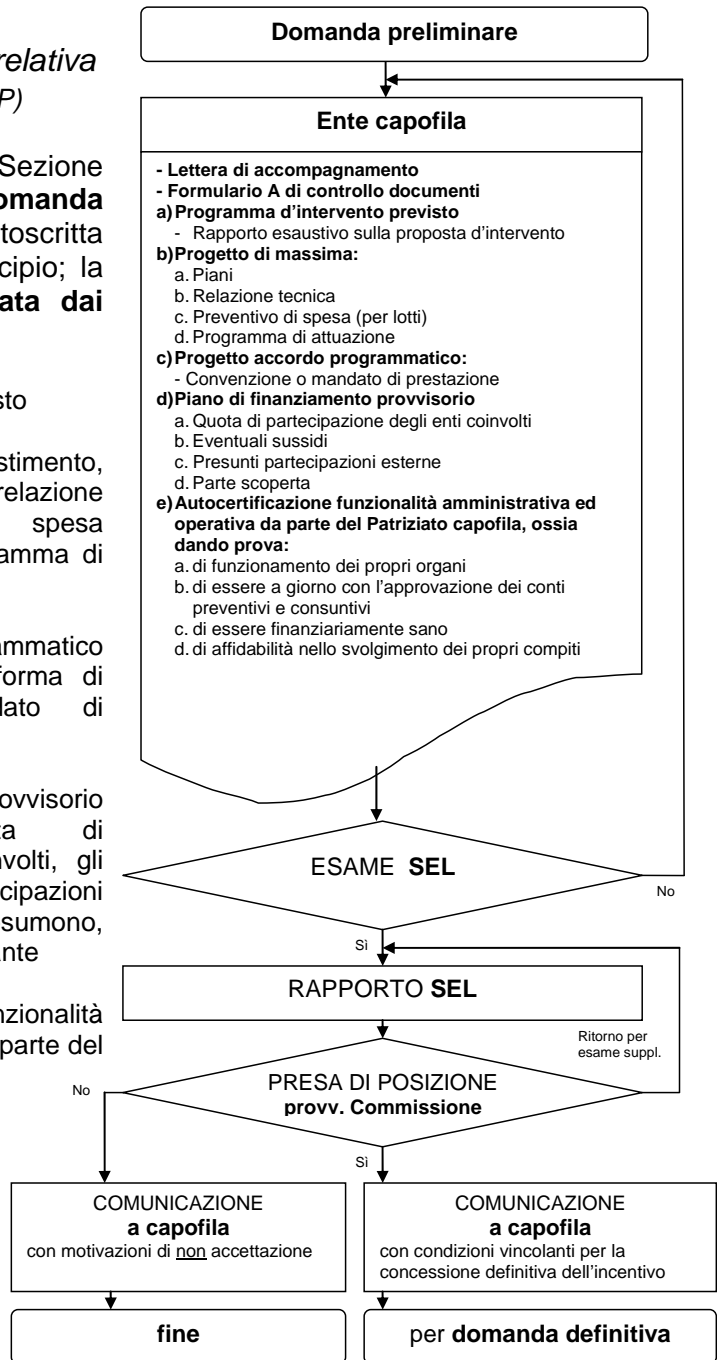 relativa
P)
Sezione
omanda
toscritta
cipio; la
ata dai
sto
stimento,
relazione
spesa
amma di
ammatico
forma di
lato di
ovvisorio
ta di
nvolti, gli
cipazioni
sumono,
ante
nzionalità
parte del
Domanda preliminare
Ente capofila
- Lettera di accompagnamento
- Formulario A di controllo documenti
a) Programma d'intervento previsto
- Rapporto esaustivo sulla proposta d'intervento
b) Progetto di massima:
a. Piani
b. Relazione tecnica
c. Preventivo di spesa (per lotti)
d. Programma di attuazione
c) Progetto accordo programmatico:
- Convenzione o mandato di prestazione
d) Piano di finanziamento provvisorio
a. Quota di partecipazione degli enti coinvolti
b. Eventuali sussidi
c. Presunti partecipazioni esterne
d. Parte scoperta
e) Autocertificazione funzionalità amministrativa ed
operativa da parte del Patriziato capofila, ossia
dando prova:
a. di funzionamento dei propri organi
b. di essere a giorno con l'approvazione dei conti
preventivi e consuntivi
c. di essere finanziariamente sano
d. di affidabilità nello svolgimento dei propri compiti
ESAME SEL
No
Sì
RAPPORTO SEL
Ritorno per
esame suppl.
PRESA DI POSIZIONE
provv. Commissione
No
Sì
COMUNICAZIONE
a capofila
con motivazioni di non accettazione
COMUNICAZIONE
a capofila
con condizioni vincolanti per la
concessione definitiva dell'incentivo
fine
per domanda definitiva